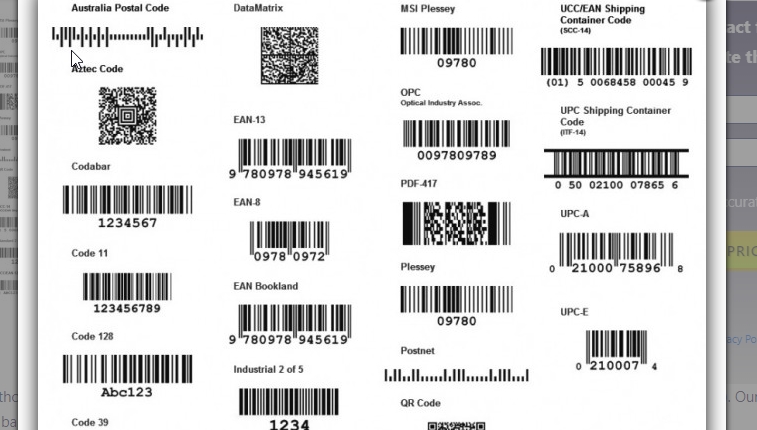 Australia Postal Code
Aztec Code
Codabar
1234567
Code 11
123456789
Code 128
Abc123
Code 39
DataMatrix
EAN-13
9 780978 945619
EAN-8
0978 0972
EAN Bookland
9 780978 945619
Industrial 2 of 5
1234
MSI Plessey
09780
OPC
Optical Industry Assoc.
0097809789
PDF-417
Plessey
09780
Postnet
QR Code
UCC/EAN Shipping
Container Code
(SCC-14)
(01) 5 0068458 00045 9
UPC Shipping Container
Code
(ITF-14)
0 50 02100 07865 6
UPC-A
0 21000 75896 8
UPC-E
0 210007 4
PRIC
acy Po
. Ou